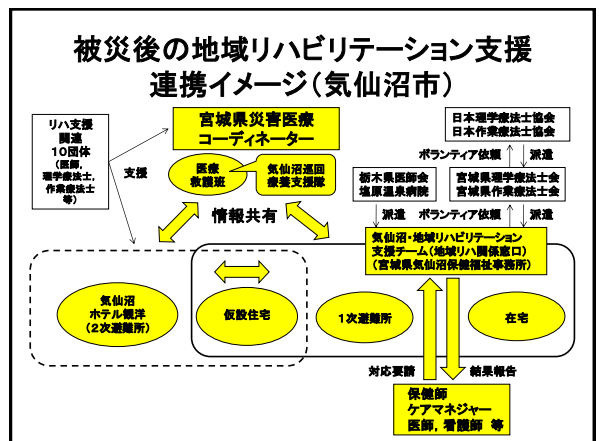 被災後の地域リハビリテーション支援
連携イメージ（気仙沼市）
リハ支援
関連
１０団体
（医師,
理学療法士,
作業療法士
等）
支援
宮城県災害医療
コーディネーター
医療
救護班
気仙沼巡回
療養支援隊
情報共有
日本理学療法士協会
日本作業療法士協会
ボランティア依頼
派遣
栃木県医師会
塩原温泉病院
宮城県理学療法士会
宮城県作業療法士会
派遣
ボランティア依頼
派遣
気仙沼・地域リハビリテーション
支援チーム（地域リハ関係窓口）
（宮城県気仙沼保健福祉事務所）
気仙沼
ホテル観洋
（２次避難所）
仮設住宅
１次避難所
在宅
対応要請
結果報告
保健師
ケアマネジャー
医師，看護師 等